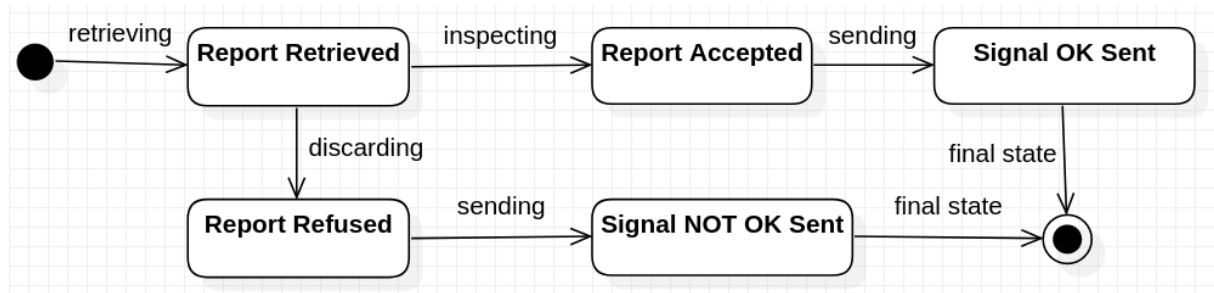 retrieving
Report Retrieved
inspecting
Report Accepted
sending
Signal OK Sent
discarding
final state
Report Refused
sending
Signal NOT OK Sent
final state